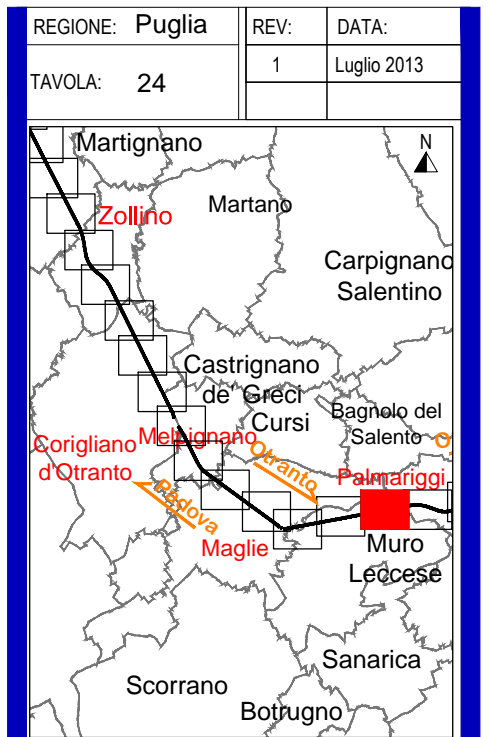 REGIONE: Puglia
REV:
DATA:
1
Luglio 2013
TAVOLA: 24
N
Martignano
Martano
Zollino
Carpignano
Salentino
Castrignano
de' Greci
Cursi
Bagnolo del
Salento
O
Melpignano
Corigliano
d'Otranto
Otranto
Palmariggi
Padova
Maglie
Muro
Leccese
Sanarica
Scorrano
Botrugno